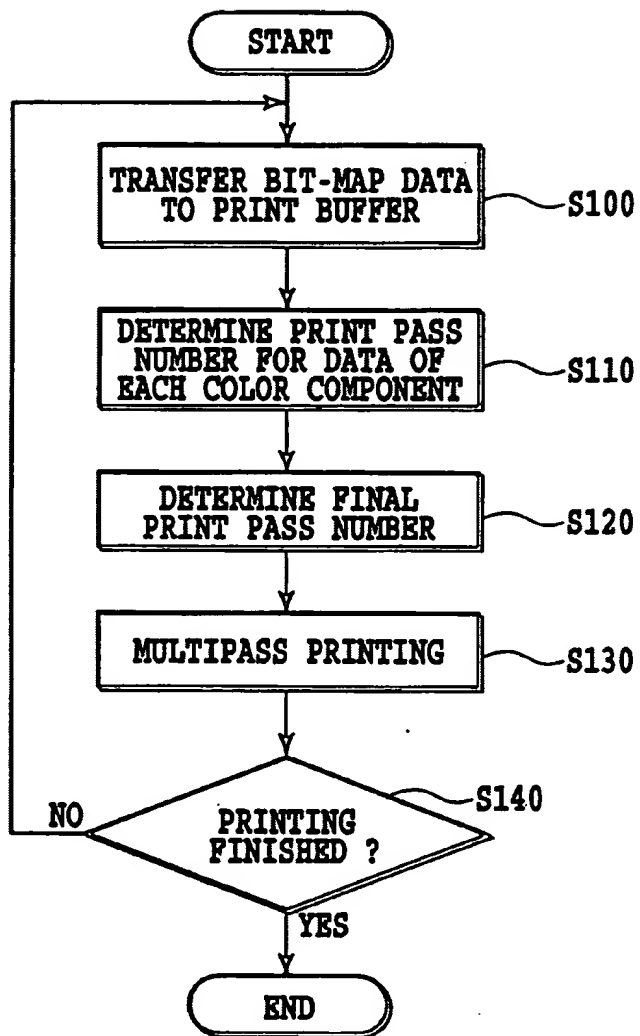 START
TRANSFER BIT-MAP DATA
TO PRINT BUFFER
S100
DETERMINE PRINT PASS
NUMBER FOR DATA OF
EACH COLOR COMPONENT
S110
DETERMINE FINAL
PRINT PASS NUMBER
S120
MULTIPASS PRINTING
S130
S140
NO
PRINTING
FINISHED ?
YES
END